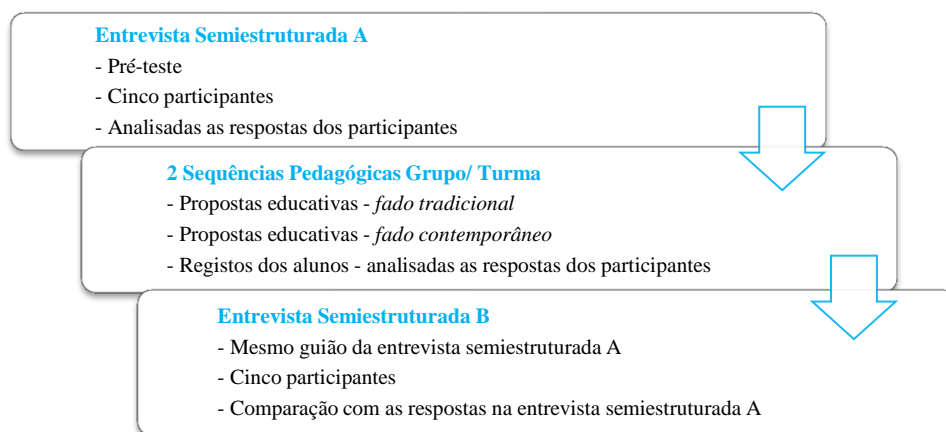 Entrevista Semiestruturada A
- Pré-teste
- Cinco participantes
- Analisadas as respostas dos participantes
2 Sequências Pedagógicas Grupo/ Turma
- Propostas educativas - fado tradicional
- Propostas educativas - fado contemporâneo
- Registos dos alunos - analisadas as respostas dos participantes
Entrevista Semiestruturada B
- Mesmo guião da entrevista semiestruturada A
- Cinco participantes
- Comparação com as respostas na entrevista semiestruturada A